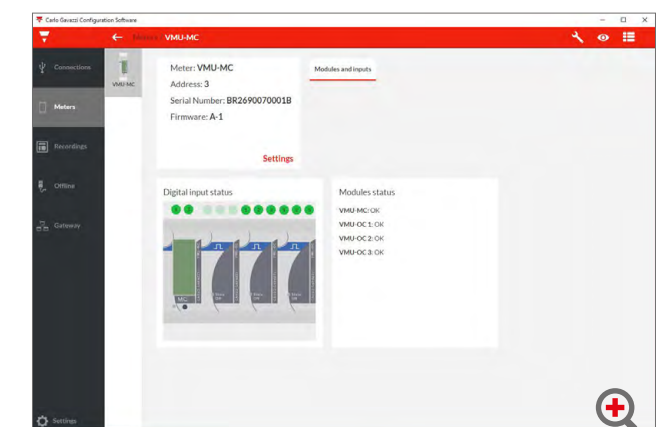 Carlo Gavazzi Configuration Software
Meters VMU-MC
Connections
Meters
Recordings
Offline
Gateway
Settings
VMU-MC
Meter: VMU-MC
Address: 3
Serial Number: BR2690070001B
Firmware: A-1
Settings
Modules and inputs
Digital input status
MC
Modules status
VMU-MC: OK
VMU-OC 1: OK
VMU-OC 2: OK
VMU-OC 3: OK